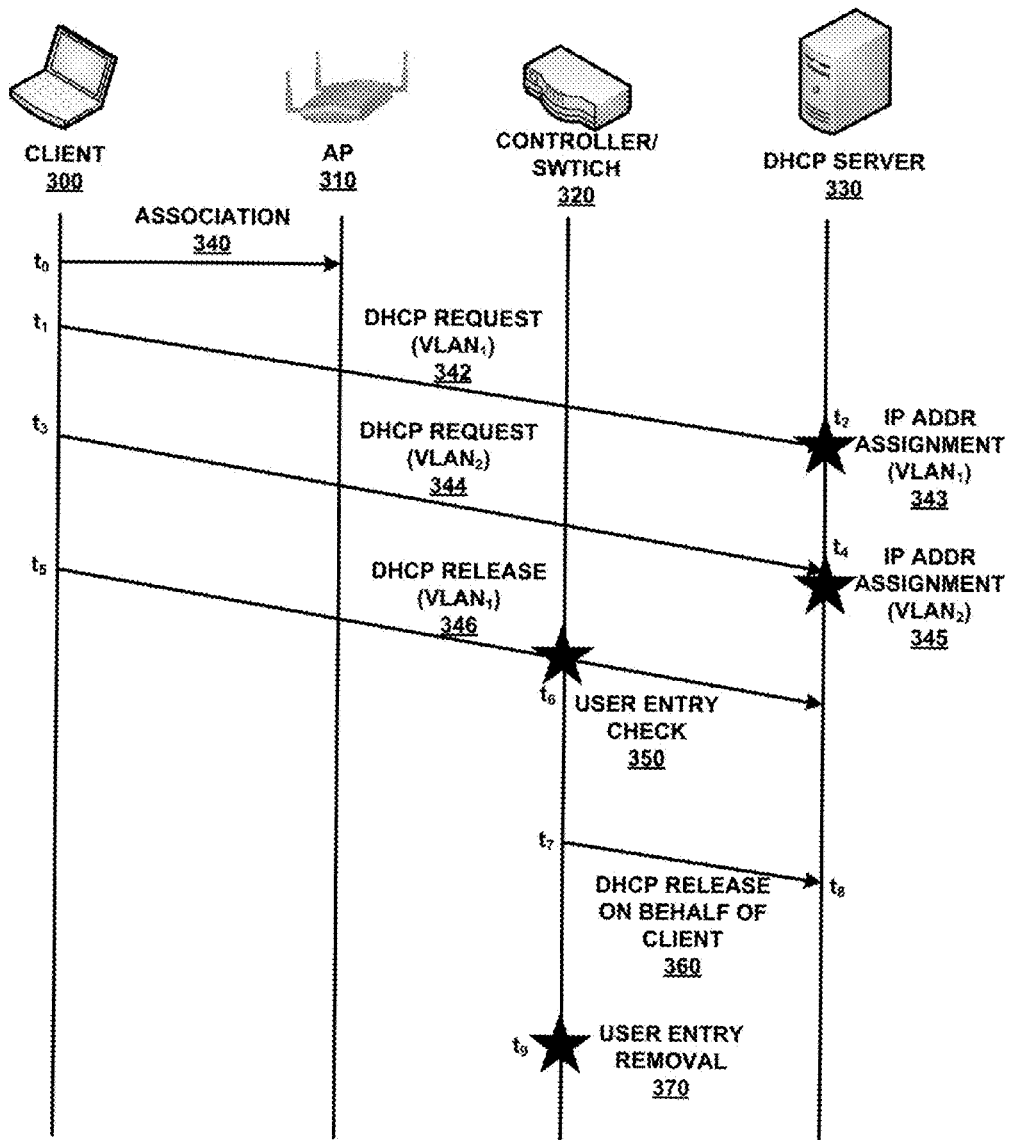 CLIENT
300
AP
310
CONTROLLER/
SWTICH
320
DHCP SERVER
330
ASSOCIATION
340
t₀
t₁
DHCP REQUEST
(VLAN₁)
342
t₂
IP ADDR
ASSIGNMENT
(VLAN₁)
343
t₃
DHCP REQUEST
(VLAN₂)
344
t₄
IP ADDR
ASSIGNMENT
(VLAN₂)
345
t₅
DHCP RELEASE
(VLAN₁)
346
t₆
USER ENTRY
CHECK
350
t₇
t₈
DHCP RELEASE
ON BEHALF OF
CLIENT
360
t₉
USER ENTRY
REMOVAL
370